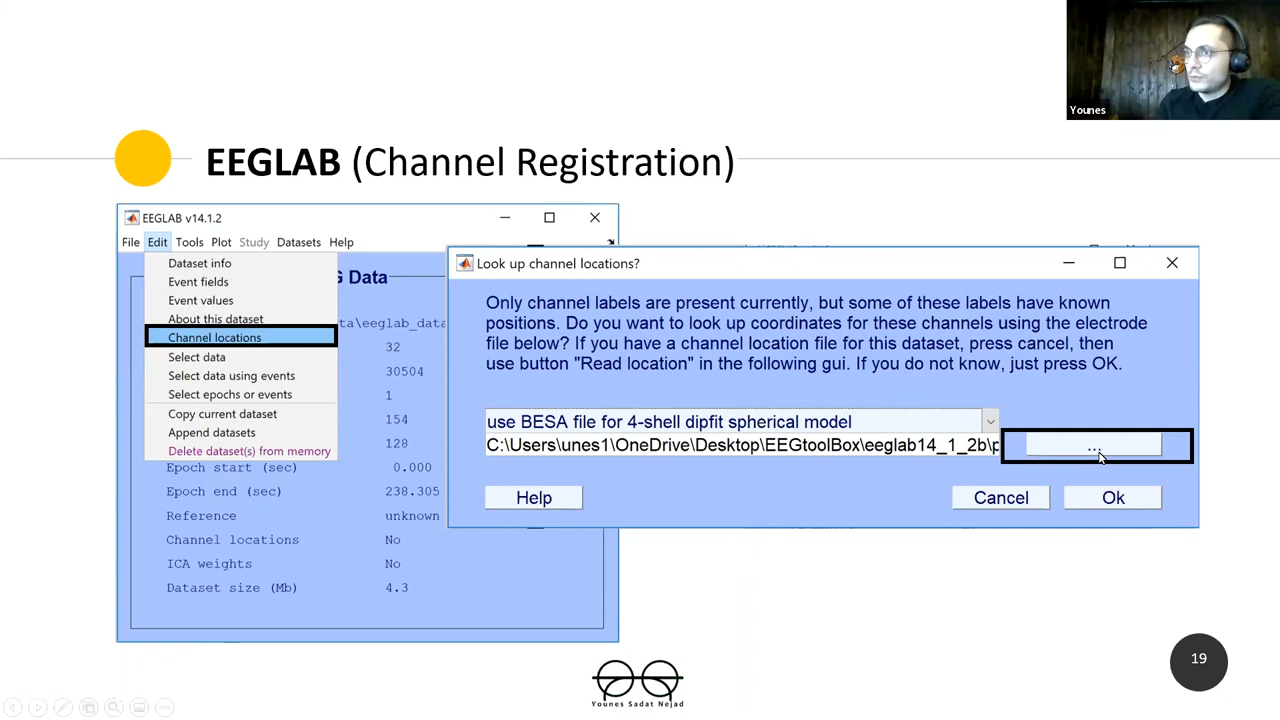 Younes
EEGLAB (Channel Registration)
EEGLAB v14.1.2
File Edit Tools Plot Study Datasets Help
Dataset info
Event fields
Event values
About this dataset
Channel locations
Select data
Select data using events
Select epochs or events
Copy current dataset
Append datasets
Delete dataset(s) from memory
G Data
ta\eeglab_data
32
30504
1
154
128
Epoch start (sec) 0.000
Epoch end (sec) 238.305
Reference unknown
Channel locations No
ICA weights No
Dataset size (Mb) 4.3
Look up channel locations?
Only channel labels are present currently, but some of these labels have known
positions. Do you want to look up coordinates for these channels using the electrode
file below? If you have a channel location file for this dataset, press cancel, then
use button "Read location" in the following gui. If you do not know, just press OK.
use BESA file for 4-shell dipfit spherical model
C:\Users\unes1\OneDrive\Desktop\EEGtoolBox\eeglab14_1_2b\p
...
Help Cancel Ok
19
Younes Sadat Nejad